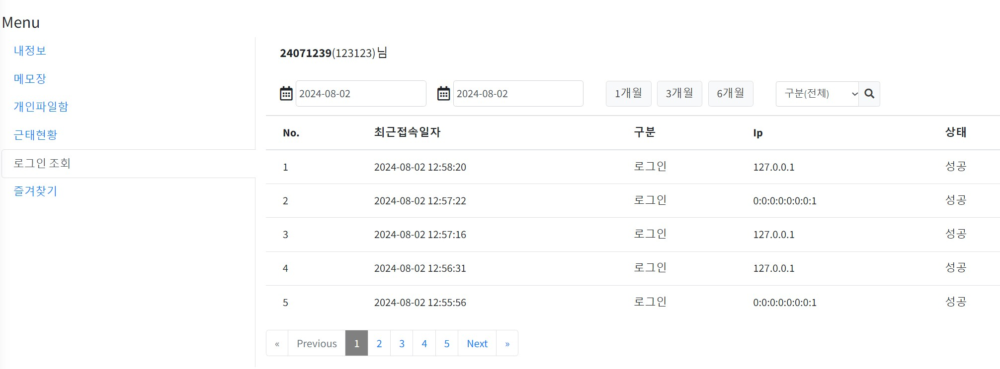 Menu
내정보
메모장
개인파일함
근태현황
로그인 조회
즐겨찾기
24071239(123123)님
2024-08-02 2024-08-02 1개월 3개월 6개월 구분(전체)
No. 최근접속일자 구분 Ip 상태
1 2024-08-02 12:58:20 로그인 127.0.0.1 성공
2 2024-08-02 12:57:22 로그인 0:0:0:0:0:0:0:1 성공
3 2024-08-02 12:57:16 로그인 127.0.0.1 성공
4 2024-08-02 12:56:31 로그인 127.0.0.1 성공
5 2024-08-02 12:55:56 로그인 0:0:0:0:0:0:0:1 성공
« Previous 1 2 3 4 5 Next »